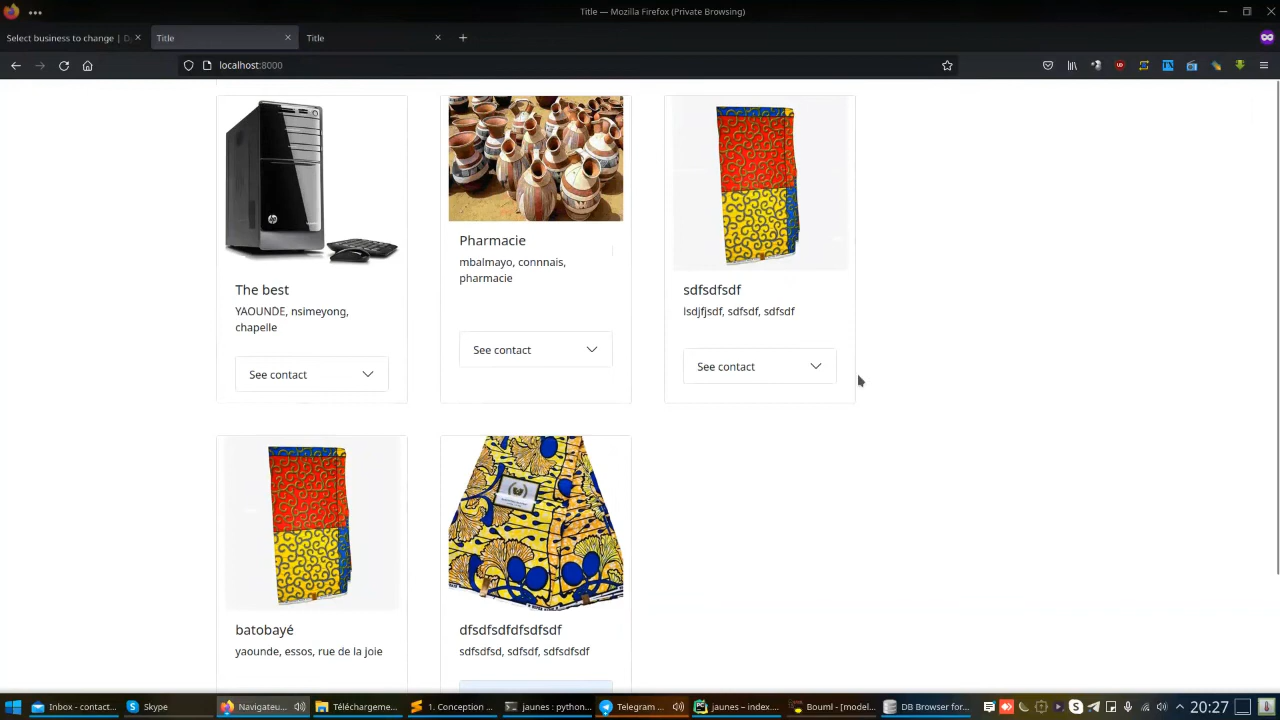 Title — Mozilla Firefox (Private Browsing)
Select business to change | D
Title
Title
localhost:8000
The best
YAOUNDE, nsimeyong,
chapelle
See contact
Pharmacie
mbalmayo, connnais,
pharmacie
See contact
sdfsdfsdf
lsdjfjsdf, sdfsdf, sdfsdf
See contact
batobayé
yaounde, essos, rue de la joie
dfsdfsdfdfsdfsdf
sdfsdfsd, sdfsdf, sdfsdfsdf
Inbox - contact...
Skype
Navigateu...
Téléchargeme...
1. Conception ...
jaunes : python...
Telegram ...
jaunes – index....
Bouml - [model...
DB Browser for...
20:27